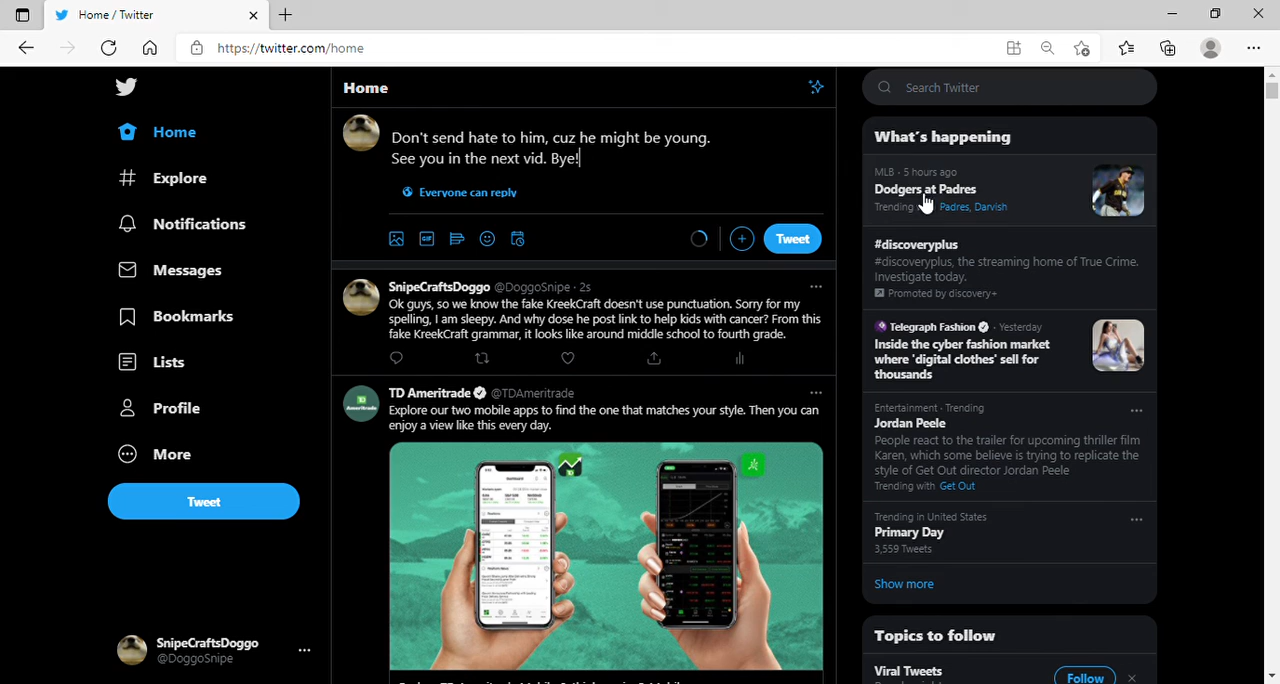 Home / Twitter
https://twitter.com/home
Home
Explore
Notifications
Messages
Bookmarks
Lists
Profile
More
Tweet
SnipeCraftsDoggo
@DoggoSnipe
Home
Don't send hate to him, cuz he might be young.
See you in the next vid. Bye!
Everyone can reply
GIF
Tweet
SnipeCraftsDoggo @DoggoSnipe · 2s
Ok guys, so we know the fake KreekCraft doesn't use punctuation. Sorry for my
spelling, I am sleepy. And why dose he post link to help kids with cancer? From this
fake KreekCraft grammar, it looks like around middle school to fourth grade.
TD Ameritrade @TDAmeritrade
Explore our two mobile apps to find the one that matches your style. Then you can
enjoy a view like this every day.
Search Twitter
What's happening
MLB · 5 hours ago
Dodgers at Padres
Trending Padres, Darvish
#discoveryplus
#discoveryplus, the streaming home of True Crime.
Investigate today.
Promoted by discovery+
Telegraph Fashion · Yesterday
Inside the cyber fashion market
where 'digital clothes' sell for
thousands
Entertainment · Trending
Jordan Peele
People react to the trailer for upcoming thriller film
Karen, which some believe is trying to replicate the
style of Get Out director Jordan Peele
Trending with Get Out
Trending in United States
Primary Day
3,559 Tweets
Show more
Topics to follow
Viral Tweets
Follow